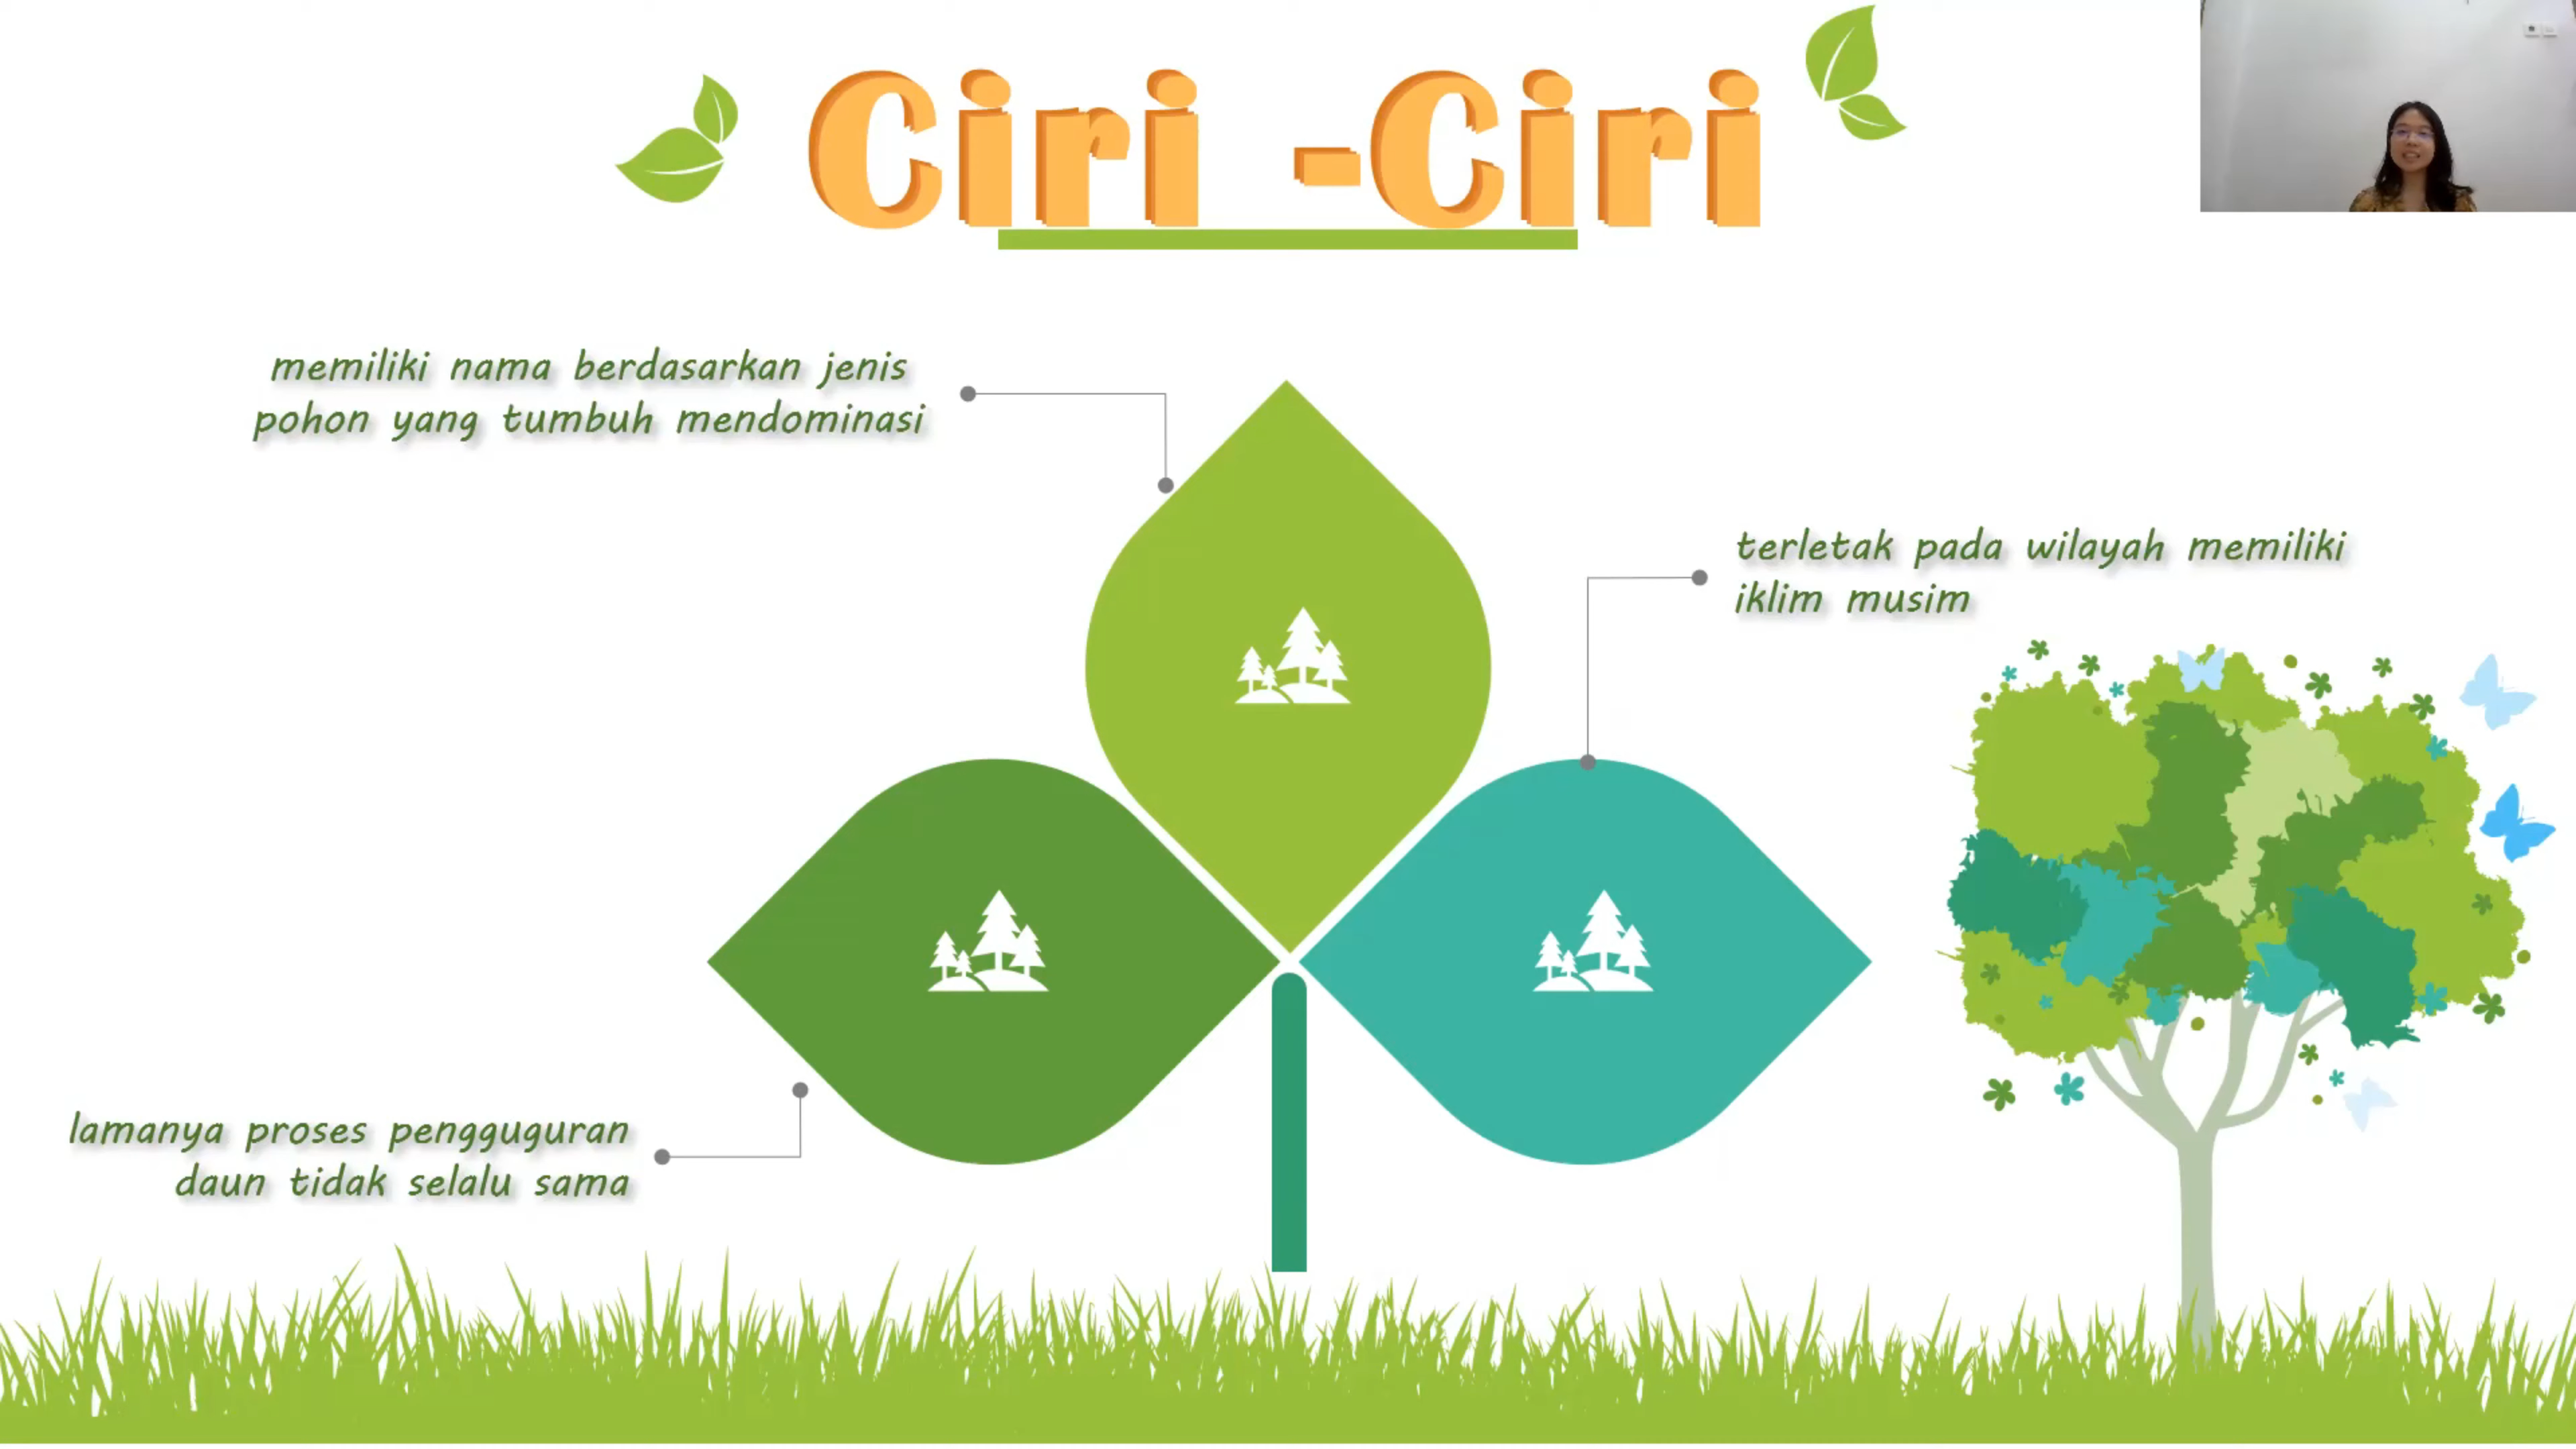 Ciri -Ciri
memiliki nama berdasarkan jenis
pohon yang tumbuh mendominasi
terletak pada wilayah memiliki
iklim musim
lamanya proses pengguguran
daun tidak selalu sama